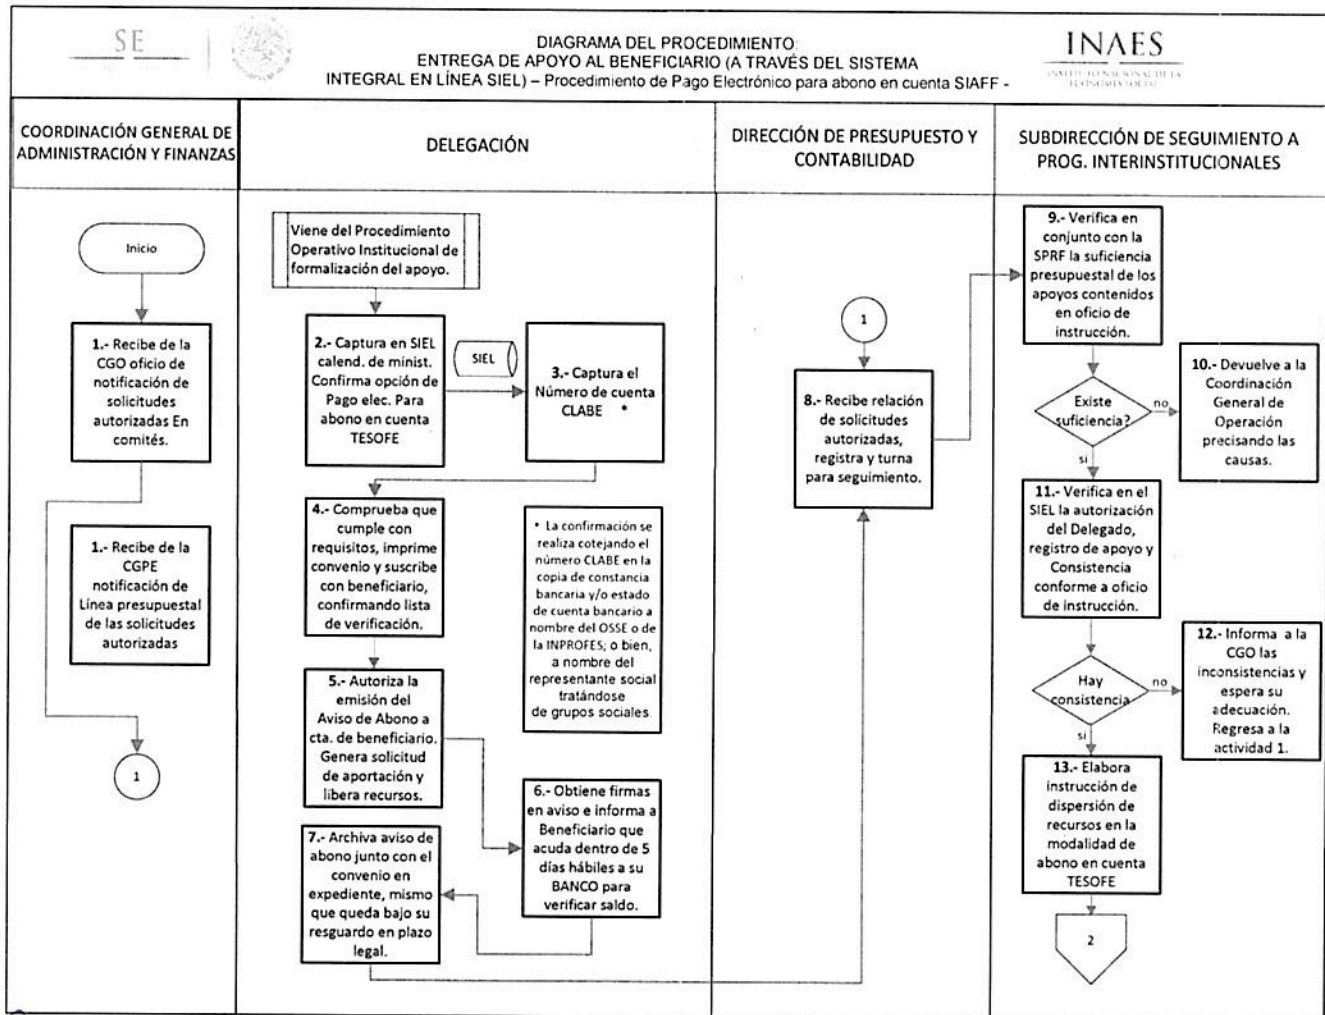 SE
DIAGRAMA DEL PROCEDIMIENTO:
ENTREGA DE APOYO AL BENEFICIARIO (A TRAVÉS DEL SISTEMA
INTEGRAL EN LÍNEA SIEL) – Procedimiento de Pago Electrónico para abono en cuenta SIAFF -
INAES
INSTITUTO NACIONAL DE LA
ECONOMÍA SOCIAL
COORDINACIÓN GENERAL DE
ADMINISTRACIÓN Y FINANZAS
DELEGACIÓN
DIRECCIÓN DE PRESUPUESTO Y
CONTABILIDAD
SUBDIRECCIÓN DE SEGUIMIENTO A
PROG. INTERINSTITUCIONALES
Inicio
1.- Recibe de la
CGO oficio de
notificación de
solicitudes
autorizadas En
comités.
1.- Recibe de la
CGPE
notificación de
Línea presupuestal
de las solicitudes
autorizadas
1
Viene del Procedimiento
Operativo Institucional de
formalización del apoyo.
2.- Captura en SIEL
calend. de minist.
Confirma opción de
Pago elec. Para
abono en cuenta
TESOFE
SIEL
3.- Captura el
Número de cuenta
CLABE *
4.- Comprueba que
cumple con
requisitos, imprime
convenio y suscribe
con beneficiario,
confirmando lista
de verificación.
* La confirmación se
realiza cotejando el
número CLABE en la
copia de constancia
bancaria y/o estado
de cuenta bancario a
nombre del OSSE o de
la INPROFES; o bien,
a nombre del
representante social
tratándose
de grupos sociales.
5.- Autoriza la
emisión del
Aviso de Abono a
cta. de beneficiario.
Genera solicitud
de aportación y
libera recursos.
6.- Obtiene firmas
en aviso e informa a
Beneficiario que
acuda dentro de 5
días hábiles a su
BANCO para
verificar saldo.
7.- Archiva aviso de
abono junto con el
convenio en
expediente, mismo
que queda bajo su
resguardo en plazo
legal.
1
8.- Recibe relación
de solicitudes
autorizadas,
registra y turna
para seguimiento.
9.- Verifica en
conjunto con la
SPRF la suficiencia
presupuestal de los
apoyos contenidos
en oficio de
instrucción.
Existe
suficiencia?
no
si
10.- Devuelve a la
Coordinación
General de
Operación
precisando las
causas.
11.- Verifica en el
SIEL la autorización
del Delegado,
registro de apoyo y
Consistencia
conforme a oficio
de instrucción.
Hay
consistencia
no
si
12.- Informa a la
CGO las
inconsistencias y
espera su
adecuación.
Regresa a la
actividad 1.
13.- Elabora
instrucción de
dispersión de
recursos en la
modalidad de
abono en cuenta
TESOFE
2